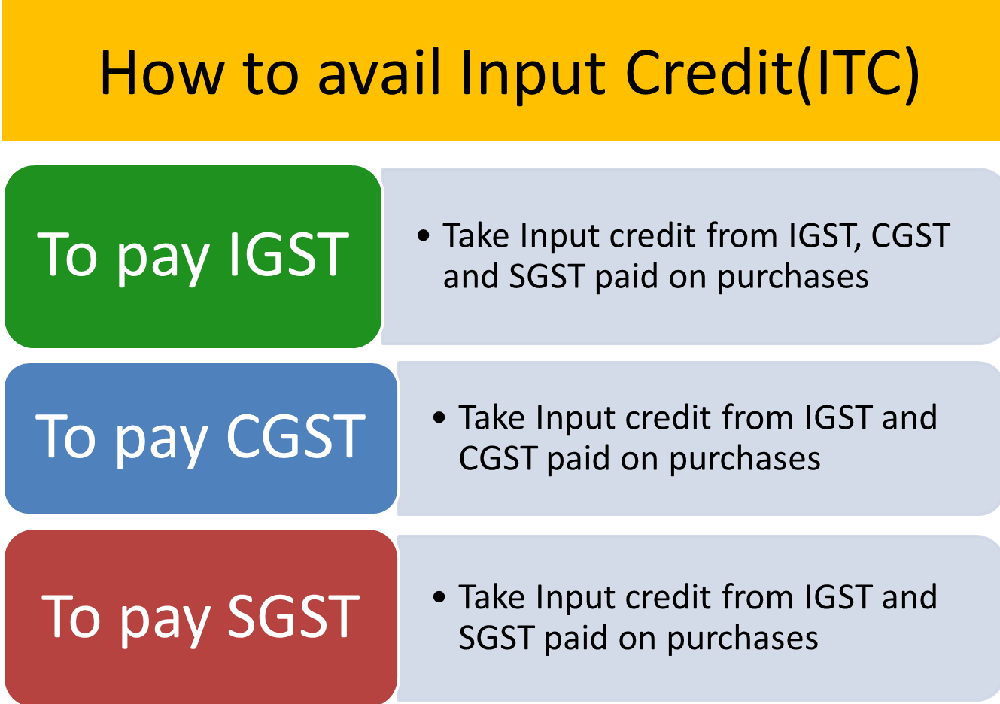 How to avail Input Credit(ITC)
To pay IGST
• Take Input credit from IGST, CGST
and SGST paid on purchases
To pay CGST
• Take Input credit from IGST and
CGST paid on purchases
To pay SGST
• Take Input credit from IGST and
SGST paid on purchases